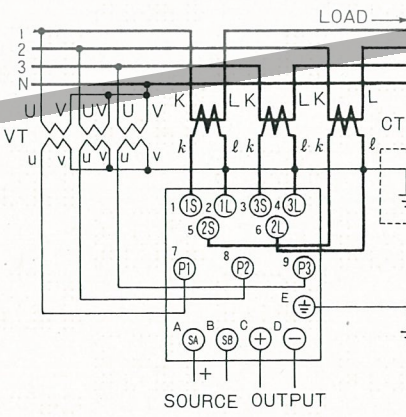 LOAD
1
2
3
N
K L K L K L
U V U V U V
VT
CT
k ℓ k ℓ k ℓ
u v u v u v
1 1S 2 1L 3 3S 4 3L
5 2S 6 2L
7 8 9
P1 P2 P3
E
A B C D
SA SB + −
+
SOURCE OUTPUT